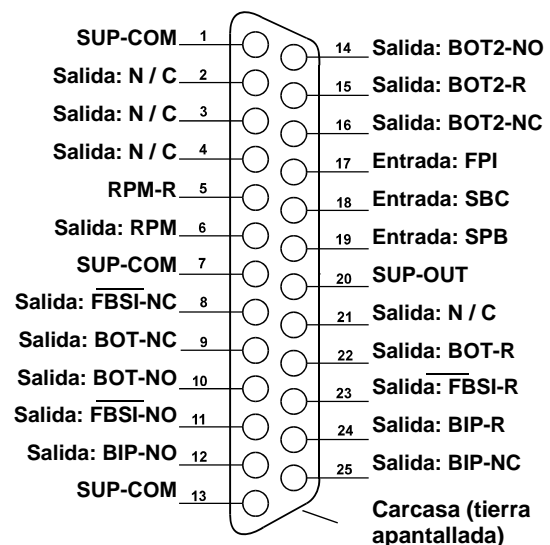 SUP-COM 1
Salida: N / C 2
Salida: N / C 3
Salida: N / C 4
RPM-R 5
Salida: RPM 6
SUP-COM 7
Salida: F̅B̅S̅I̅-NC 8
Salida: BOT-NC 9
Salida: BOT-NO 10
Salida: F̅B̅S̅I̅-NO 11
Salida: BIP-NO 12
SUP-COM 13
14 Salida: BOT2-NO
15 Salida: BOT2-R
16 Salida: BOT2-NC
17 Entrada: FPI
18 Entrada: SBC
19 Entrada: SPB
20 SUP-OUT
21 Salida: N / C
22 Salida: BOT-R
23 Salida: F̅B̅SI-R
24 Salida: BIP-R
25 Salida: BIP-NC
Carcasa (tierra
apantallada)